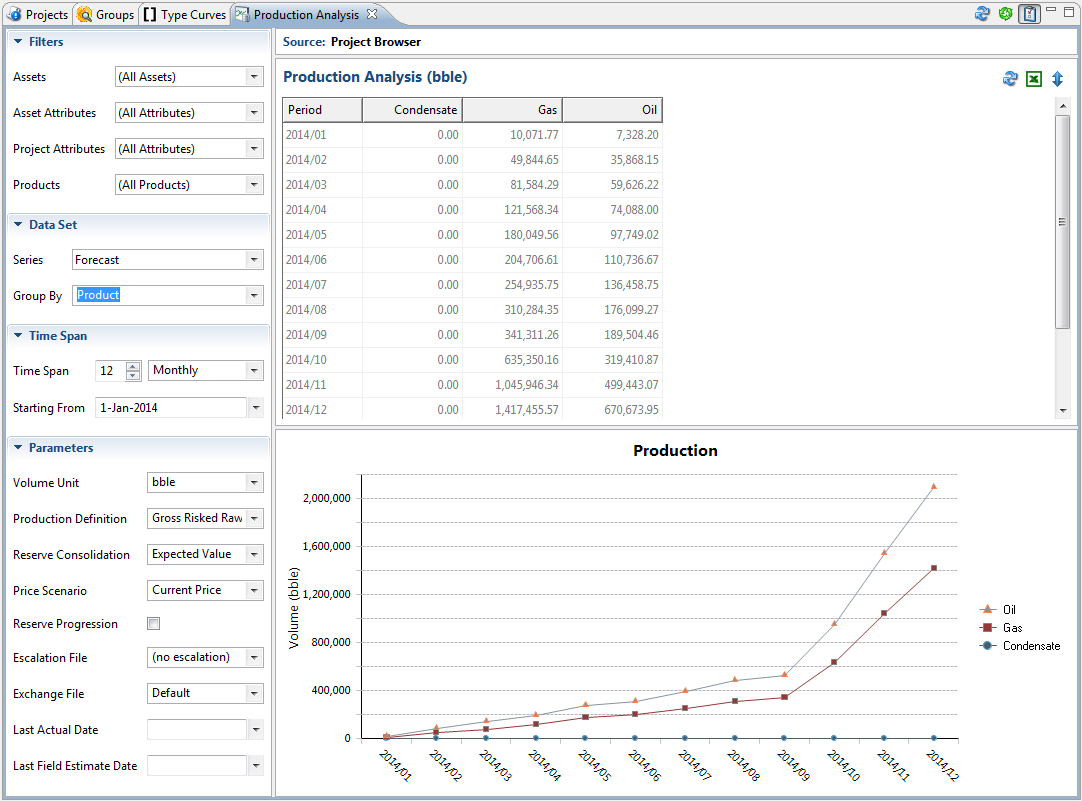 Projects Groups Type Curves Production Analysis
Filters
Assets (All Assets)
Asset Attributes (All Attributes)
Project Attributes (All Attributes)
Products (All Products)
Data Set
Series Forecast
Group By Product
Time Span
Time Span 12 Monthly
Starting From 1-Jan-2014
Parameters
Volume Unit bble
Production Definition Gross Risked Raw
Reserve Consolidation Expected Value
Price Scenario Current Price
Reserve Progression
Escalation File (no escalation)
Exchange File Default
Last Actual Date
Last Field Estimate Date
Source: Project Browser
Production Analysis (bble)
Period Condensate Gas Oil
2014/01 0.00 10,071.77 7,328.20
2014/02 0.00 49,844.65 35,868.15
2014/03 0.00 81,584.29 59,626.22
2014/04 0.00 121,568.34 74,088.00
2014/05 0.00 180,049.56 97,749.02
2014/06 0.00 204,706.61 110,736.67
2014/07 0.00 254,935.75 136,458.75
2014/08 0.00 310,284.35 176,099.27
2014/09 0.00 341,311.26 189,504.46
2014/10 0.00 635,350.16 319,410.87
2014/11 0.00 1,045,946.34 499,443.07
2014/12 0.00 1,417,455.57 670,673.95
Production
Volume (bble)
2,000,000
1,600,000
1,200,000
800,000
400,000
0
2014/01 2014/02 2014/03 2014/04 2014/05 2014/06 2014/07 2014/08 2014/09 2014/10 2014/11 2014/12
Oil
Gas
Condensate